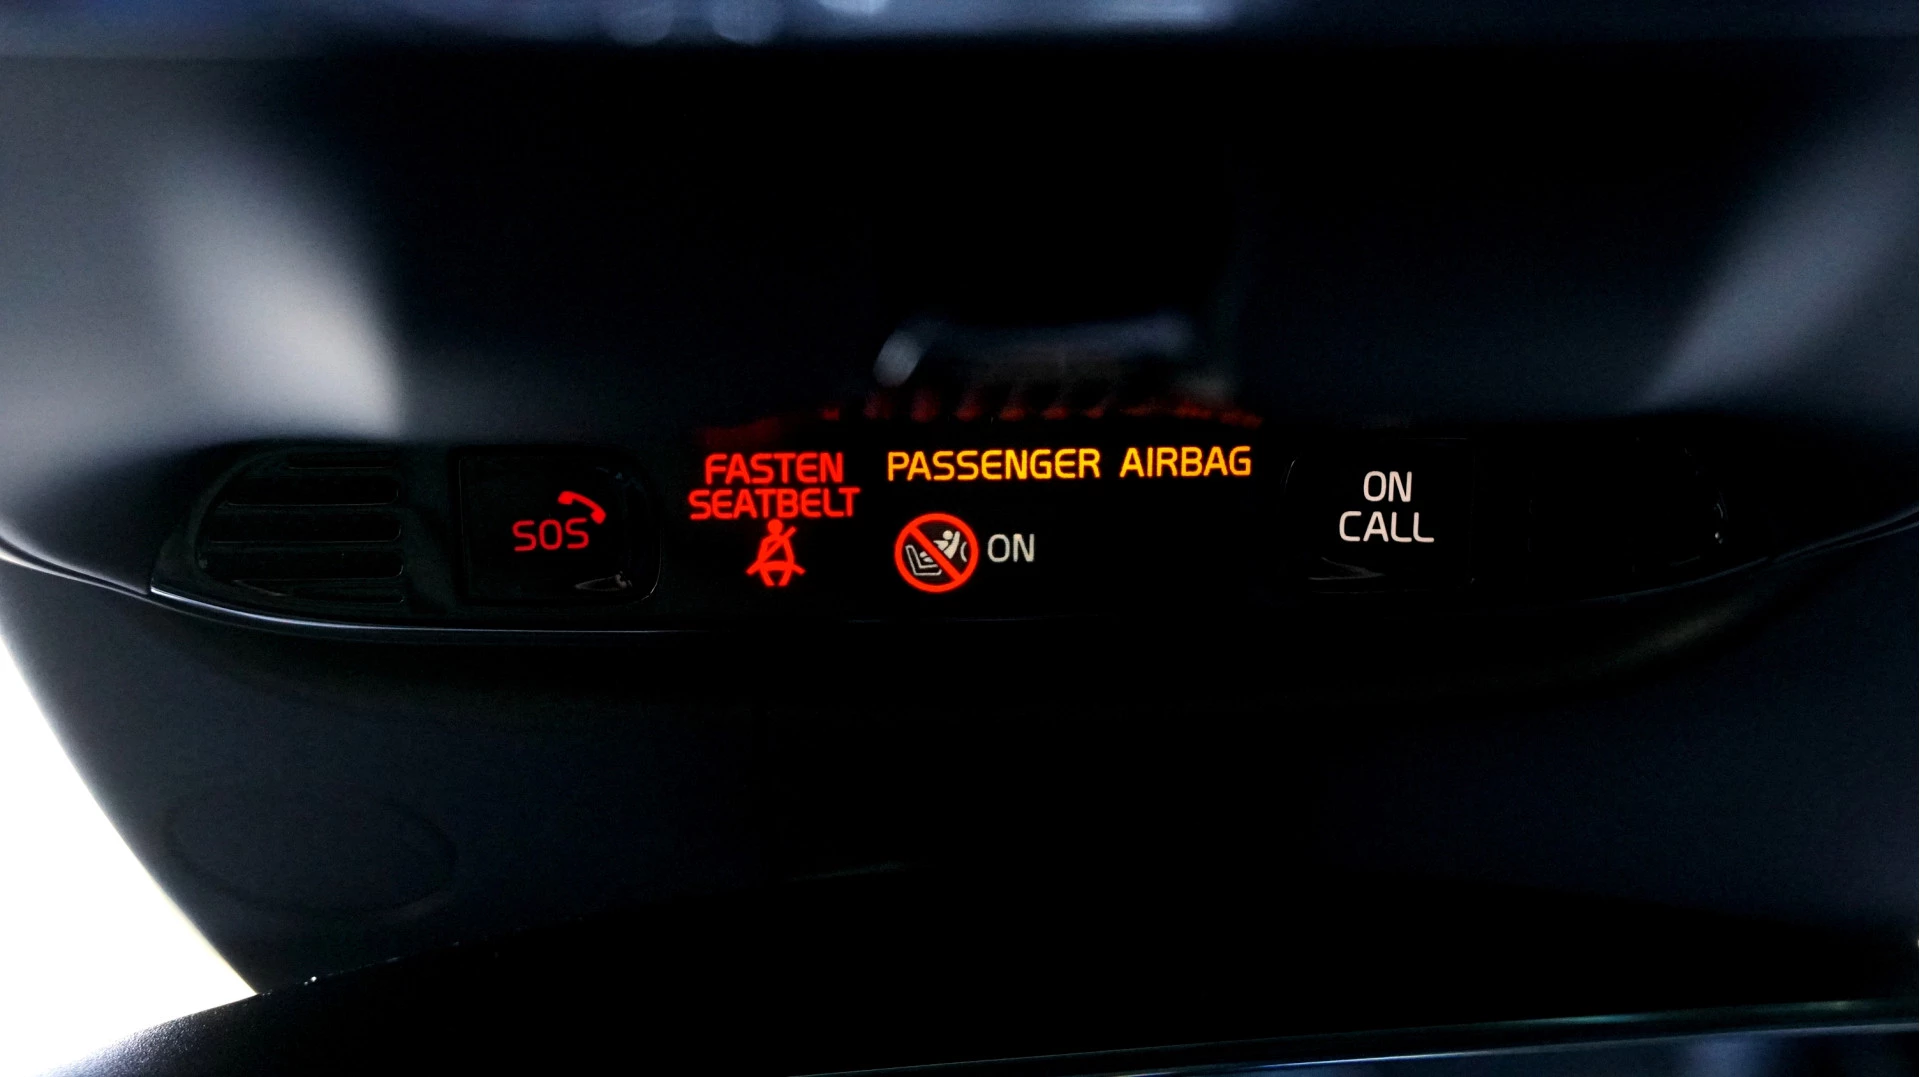 SOS
FASTEN
SEATBELT
PASSENGER AIRBAG
ON
ON
CALL